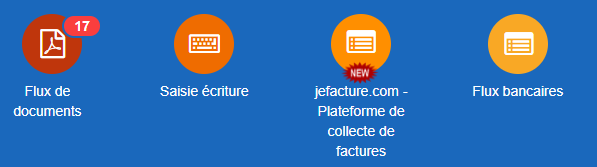 17
Flux de
documents
Saisie écriture
NEW
jefacture.com -
Plateforme de
collecte de
factures
Flux bancaires